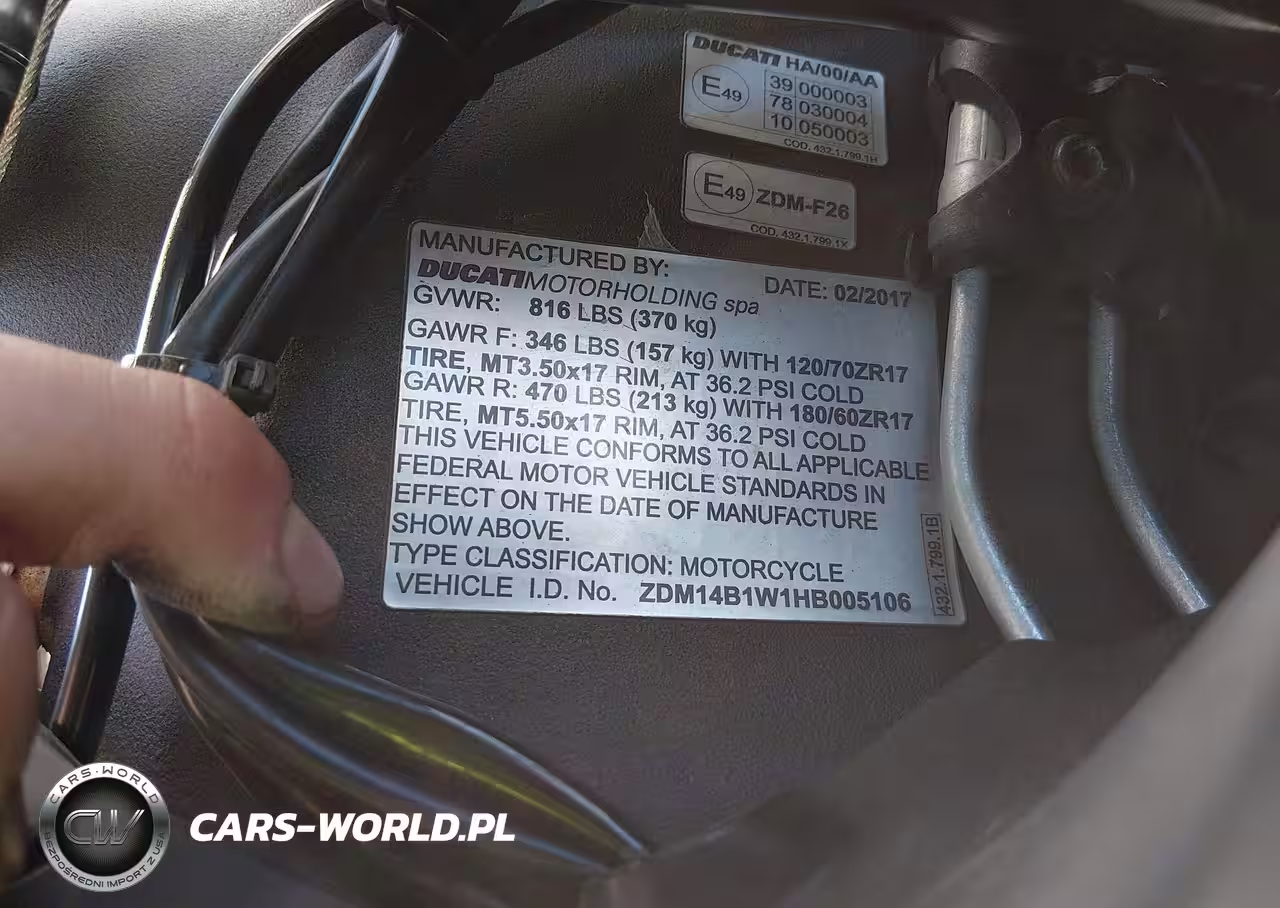 DUCATI HA/00/AA
E49
39 000003
78 030004
10 050003
COD. 432.1.799.1H
E49 ZDM-F26
COD. 432.1.799.1X
MANUFACTURED BY:
DUCATIMOTORHOLDING spa
DATE: 02/2017
GVWR: 816 LBS (370 kg)
GAWR F: 346 LBS (157 kg) WITH 120/70ZR17
TIRE, MT3.50x17 RIM, AT 36.2 PSI COLD
GAWR R: 470 LBS (213 kg) WITH 180/60ZR17
TIRE, MT5.50x17 RIM, AT 36.2 PSI COLD
THIS VEHICLE CONFORMS TO ALL APPLICABLE
FEDERAL MOTOR VEHICLE STANDARDS IN
EFFECT ON THE DATE OF MANUFACTURE
SHOW ABOVE.
TYPE CLASSIFICATION: MOTORCYCLE
VEHICLE I.D. No. ZDM14B1W1HB005106
432.1.799.1B
CARS-WORLD
CW
BEZPOŚREDNI IMPORT Z USA
CARS-WORLD.PL